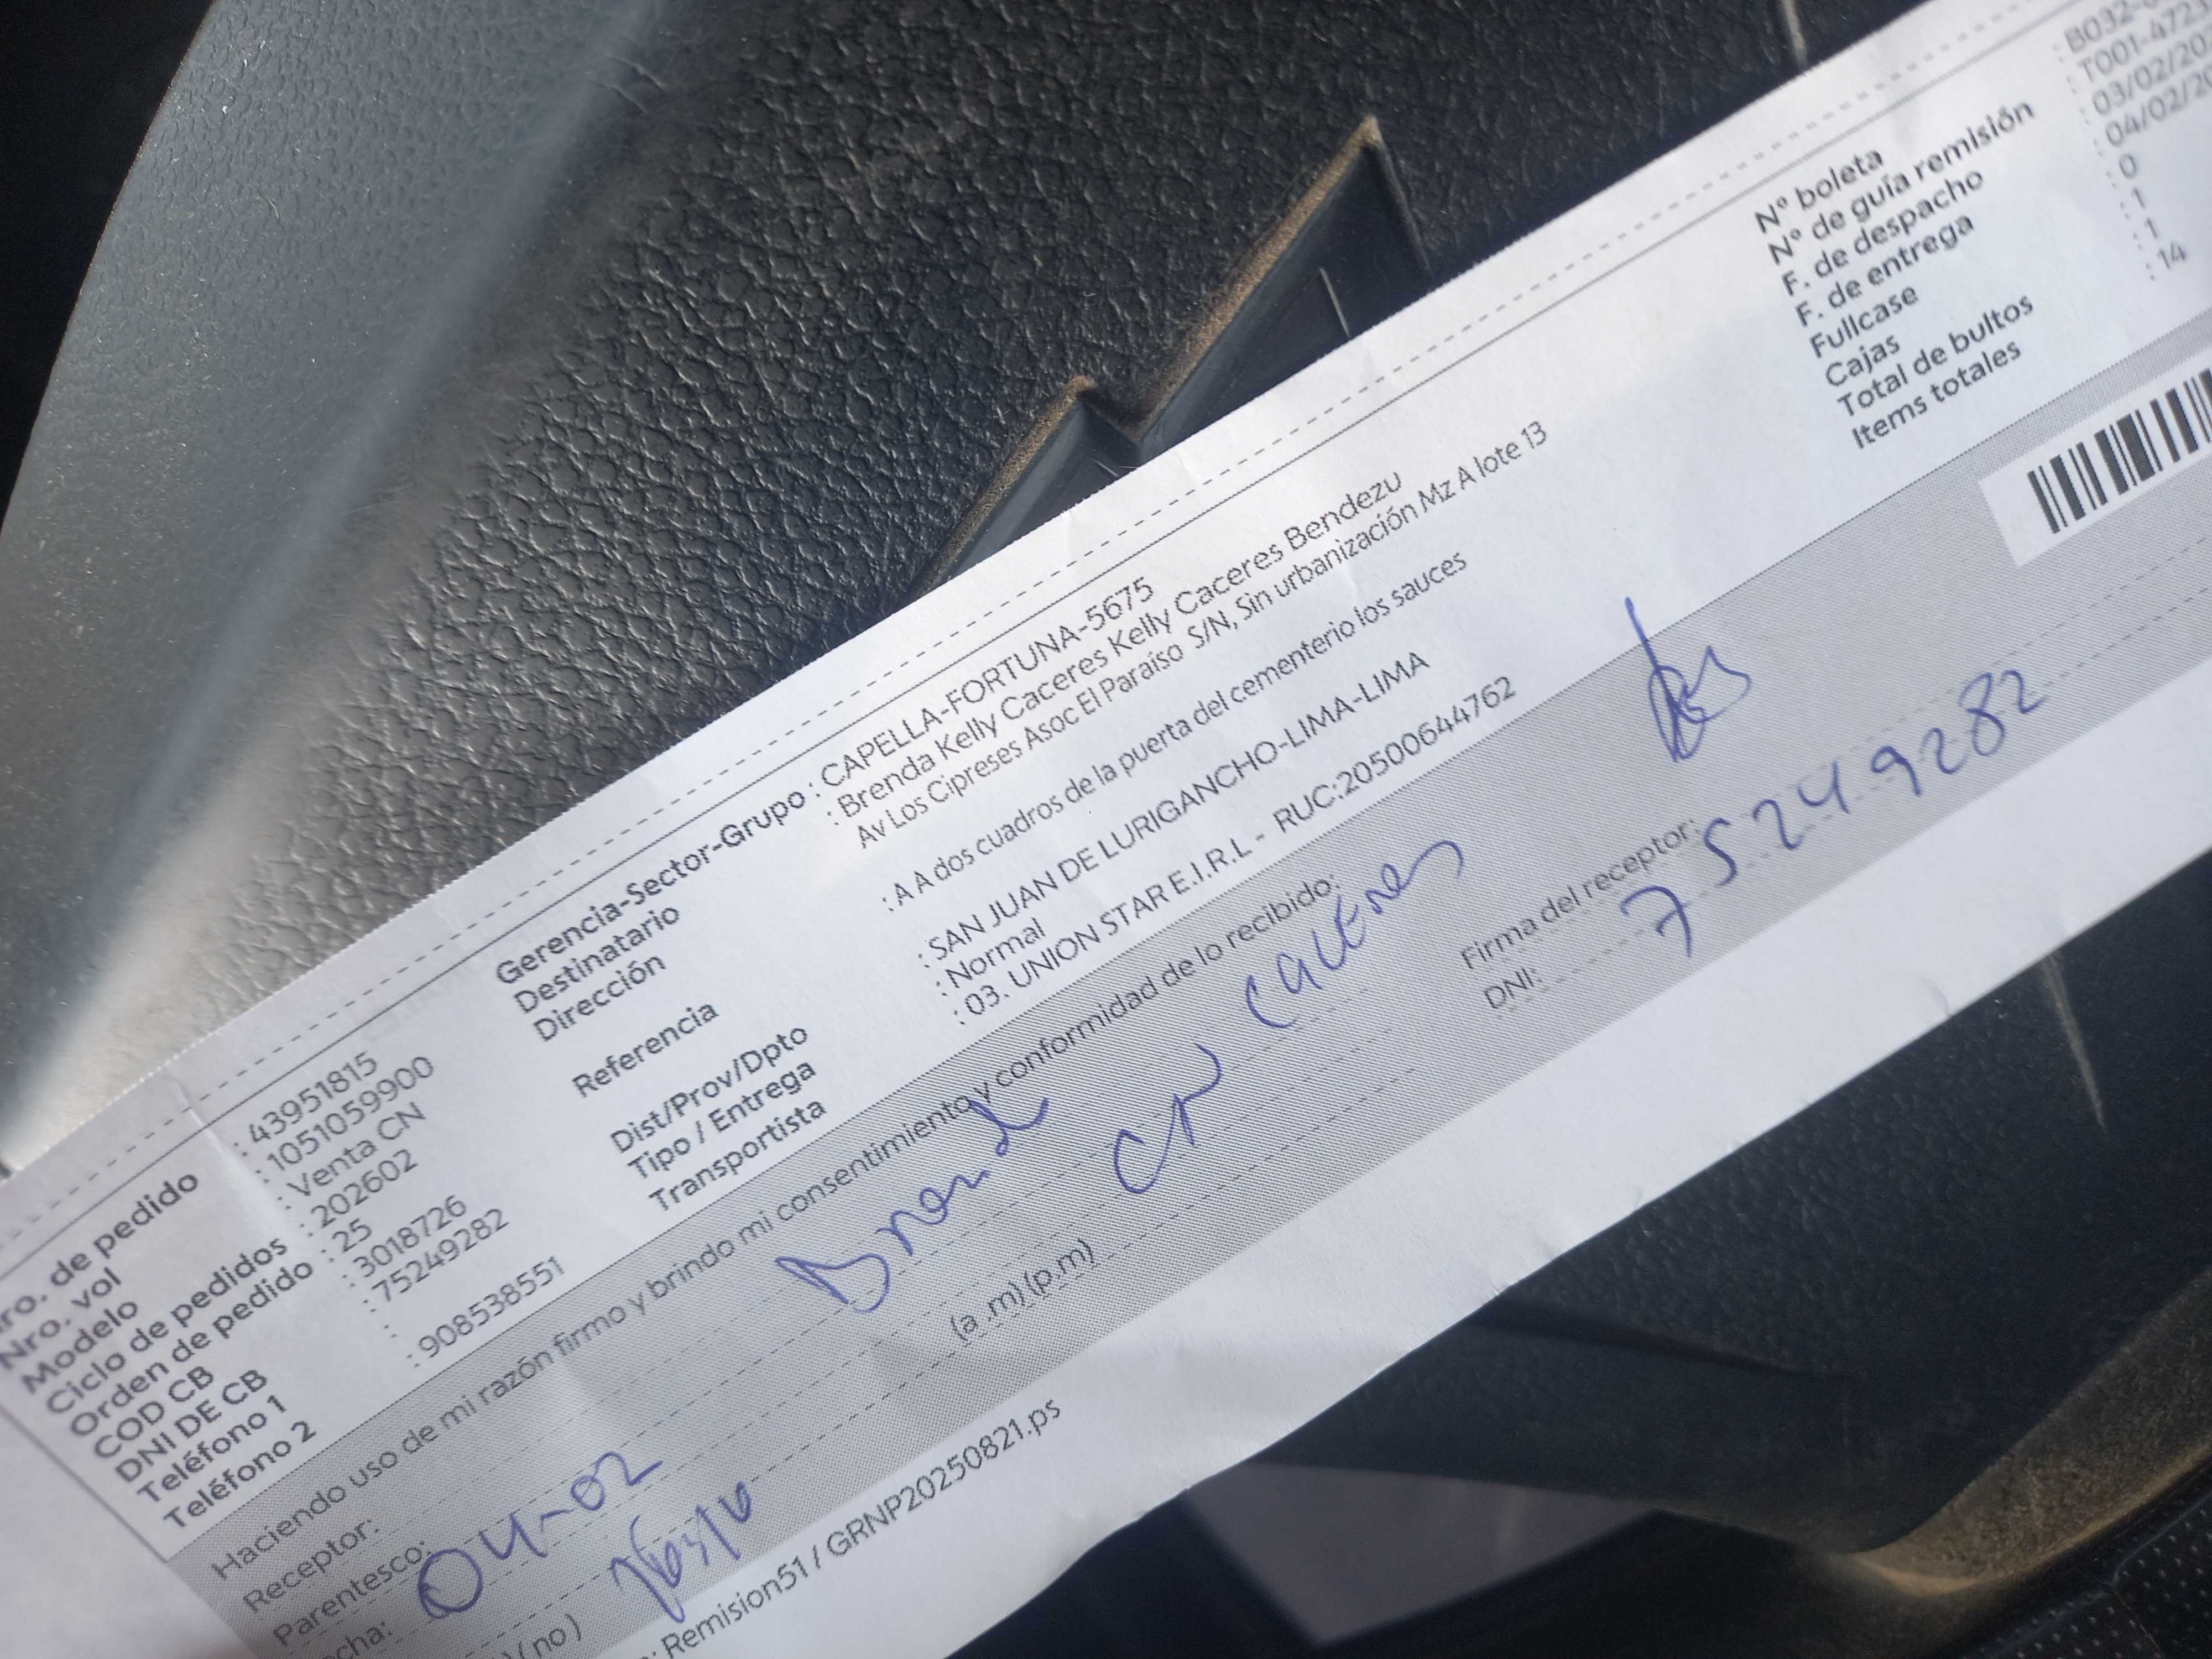 Nro. de pedido : 43951815
Nro. vol : 1051059900
Modelo : Venta CN
Ciclo de pedidos : 202602
Orden de pedido : 25
COD CB : 3018726
DNI DE CB : 75249282
Teléfono 1 :
Teléfono 2 : 908538551
Gerencia-Sector-Grupo : CAPELLA-FORTUNA-5675
Destinatario : Brenda Kelly Caceres Kelly Caceres Bendezu
Dirección Av Los Cipreses Asoc El Paraiso S/N, Sin urbanización Mz A lote 13
Referencia : A A dos cuadros de la puerta del cementerio los sauces
Dist/Prov/Dpto : SAN JUAN DE LURIGANCHO-LIMA-LIMA
Tipo / Entrega : Normal
Transportista : 03. UNION STAR E.I.R.L - RUC:20500644762
N° boleta : B032-
N° de guía remisión : T001-472
F. de despacho : 03/02/20
F. de entrega : 04/02/20
Fullcase : 0
Cajas : 1
Total de bultos : 1
Items totales : 14
Haciendo uso de mi razón firmo y brindo mi consentimiento y conformidad de lo recibido:
Receptor: Caceres
Parentesco: CN
Firma del receptor:
DNI: 75249282
04-02
(a .m) (p.m)
(no )
Remision51 / GRNP20250821.ps